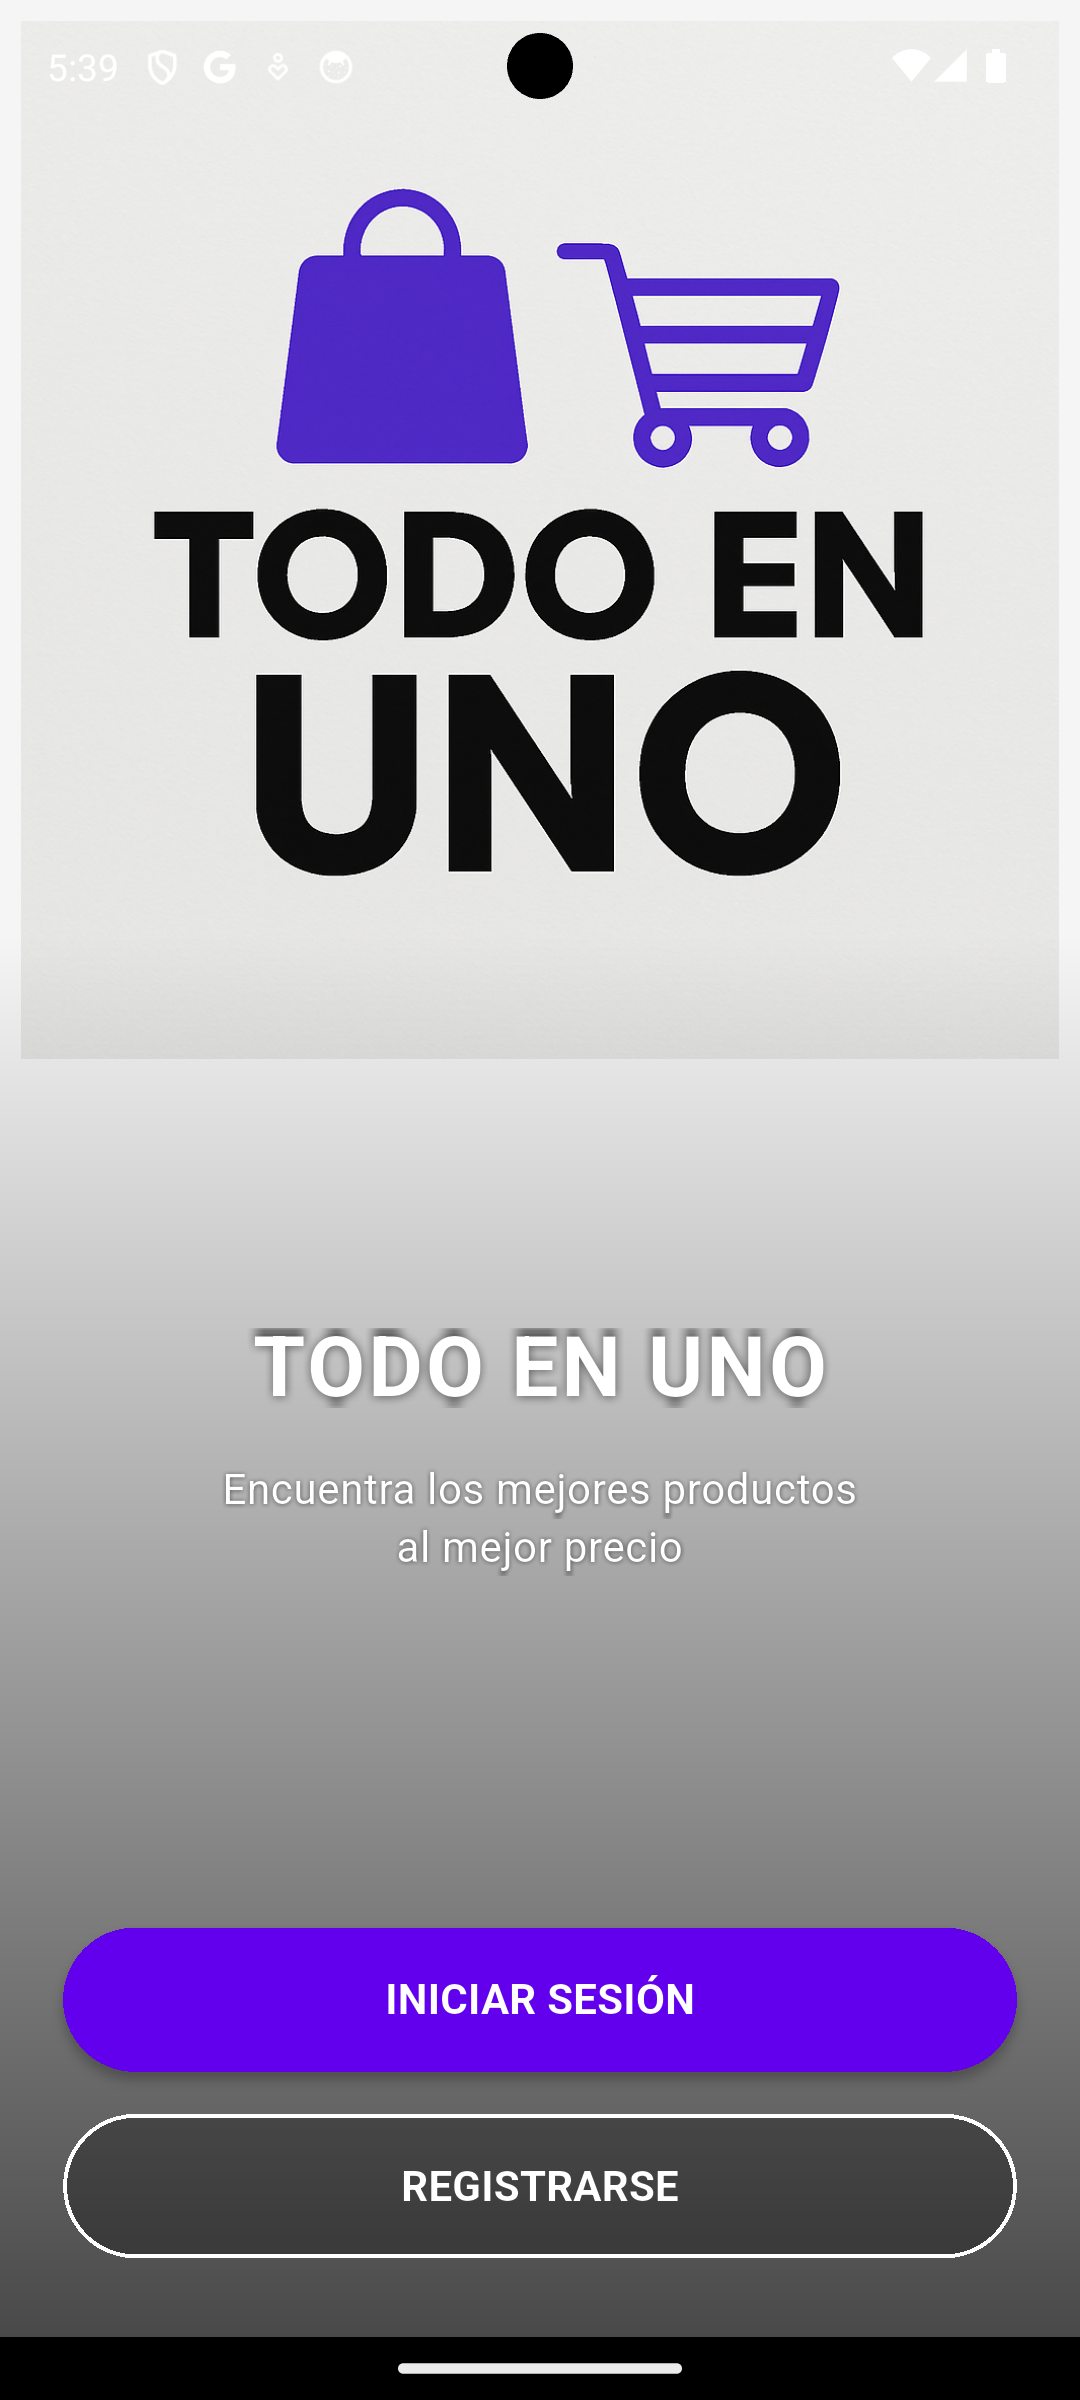 5:39
TODO EN
UNO
TODO EN UNO
Encuentra los mejores productos
al mejor precio
INICIAR SESIÓN
REGISTRARSE